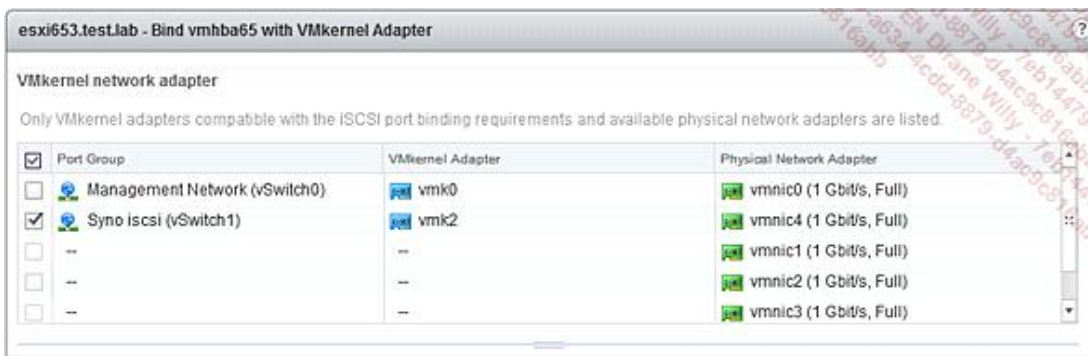 esxi653.test.lab - Bind vmhba65 with VMkernel Adapter
?
VMkernel network adapter
Only VMkernel adapters compatible with the iSCSI port binding requirements and available physical network adapters are listed.
Port Group VMkernel Adapter Physical Network Adapter
Management Network (vSwitch0) vmk0 vmnic0 (1 Gbit/s, Full)
Syno iscsi (vSwitch1) vmk2 vmnic4 (1 Gbit/s, Full)
-- -- vmnic1 (1 Gbit/s, Full)
-- -- vmnic2 (1 Gbit/s, Full)
-- -- vmnic3 (1 Gbit/s, Full)
EN Dirane Willy